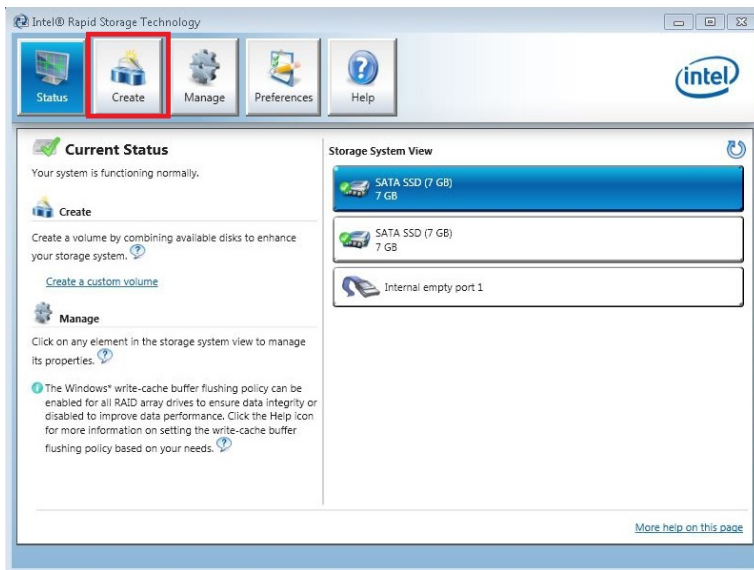 Intel® Rapid Storage Technology
Status
Create
Manage
Preferences
Help
intel
Current Status
Your system is functioning normally.
Create
Create a volume by combining available disks to enhance
your storage system.
Create a custom volume
Manage
Click on any element in the storage system view to manage
its properties.
The Windows* write-cache buffer flushing policy can be
enabled for all RAID array drives to ensure data integrity or
disabled to improve data performance. Click the Help icon
for more information on setting the write-cache buffer
flushing policy based on your needs.
Storage System View
SATA SSD (7 GB)
7 GB
SATA SSD (7 GB)
7 GB
Internal empty port 1
More help on this page